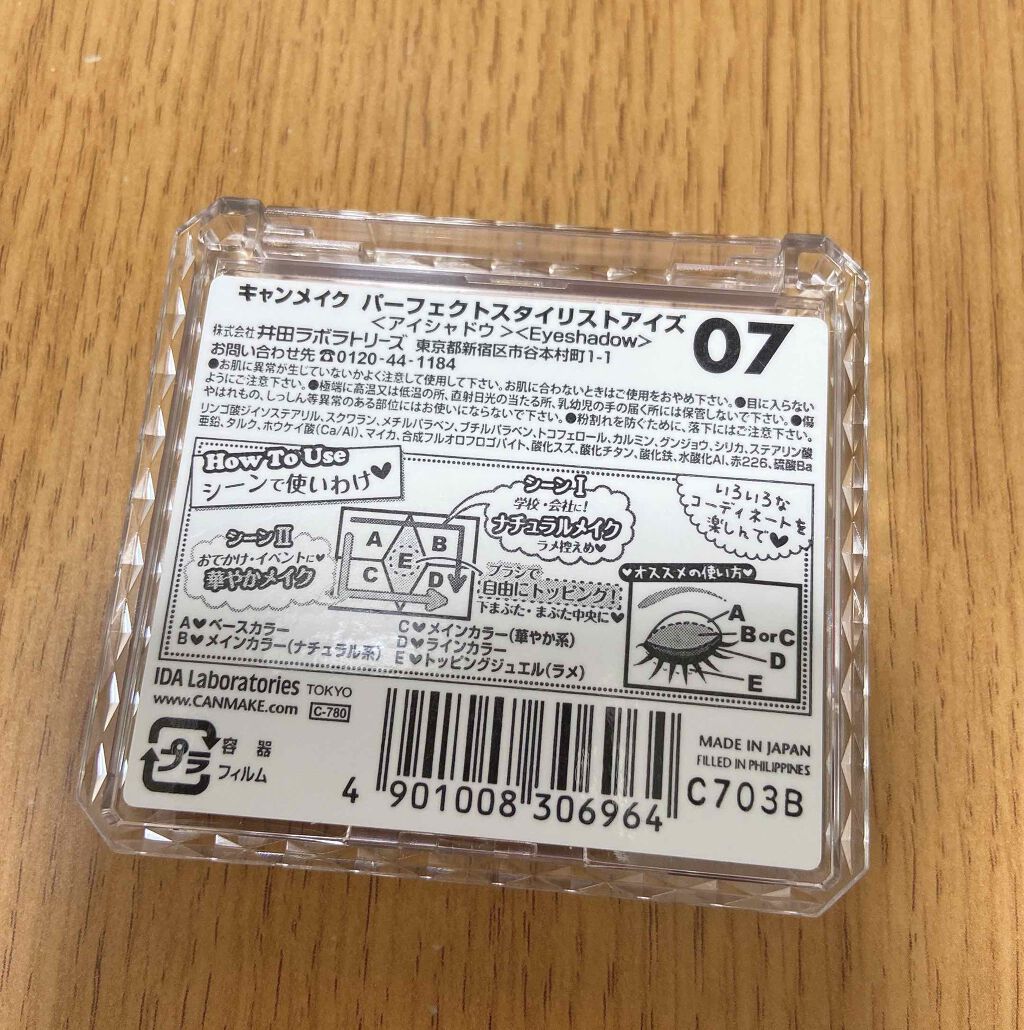 キャンメイク パーフェクトスタイリストアイズ
07
<アイシャドウ><Eyeshadow>
株式会社 井田ラボラトリーズ 東京都新宿区市谷本村町1-1
お問い合わせ先☎0120-44-1184
●お肌に異常が生じていないかよく注意して使用して下さい。お肌に合わないときはご使用をおやめ下さい。●目に入らない
ようにご注意下さい。●極端に高温又は低温の所、直射日光の当たる所、乳幼児の手の届く所には保管しないで下さい。●傷
やはれもの、しっしん等異常のある部位にはお使いにならないで下さい。●粉割れを防ぐために、落下にはご注意下さい。
リンゴ酸ジイソステアリル、スクワラン、メチルパラベン、ブチルパラベン、トコフェロール、カルミン、グンジョウ、シリカ、ステアリン酸
亜鉛、タルク、ホウケイ酸(Ca/Al)、マイカ、合成フルオロフロゴパイト、酸化スズ、酸化チタン、酸化鉄、水酸化Al、赤226、硫酸Ba
How To Use
シーンで使いわけ♥
シーンⅠ
学校・会社に!
ナチュラルメイク
ラメ控えめ♥
いろいろな
コーディネートを
楽しんで♥
シーンⅡ
おでかけ・イベントに♥
華やかメイク
A
B
E
C
D
ブランで
自由にトッピング!
下まぶた・まぶた中央に♥
♥オススメの使い方♥
A
B or C
D
E
A♥ベースカラー
B♥メインカラー(ナチュラル系)
C♥メインカラー(華やか系)
D♥ラインカラー
E♥トッピングジュエル(ラメ)
IDA Laboratories TOKYO
www.CANMAKE.com C-780
プラ
容器
フィルム
4 901008 306964
MADE IN JAPAN
FILLED IN PHILIPPINES
C703B